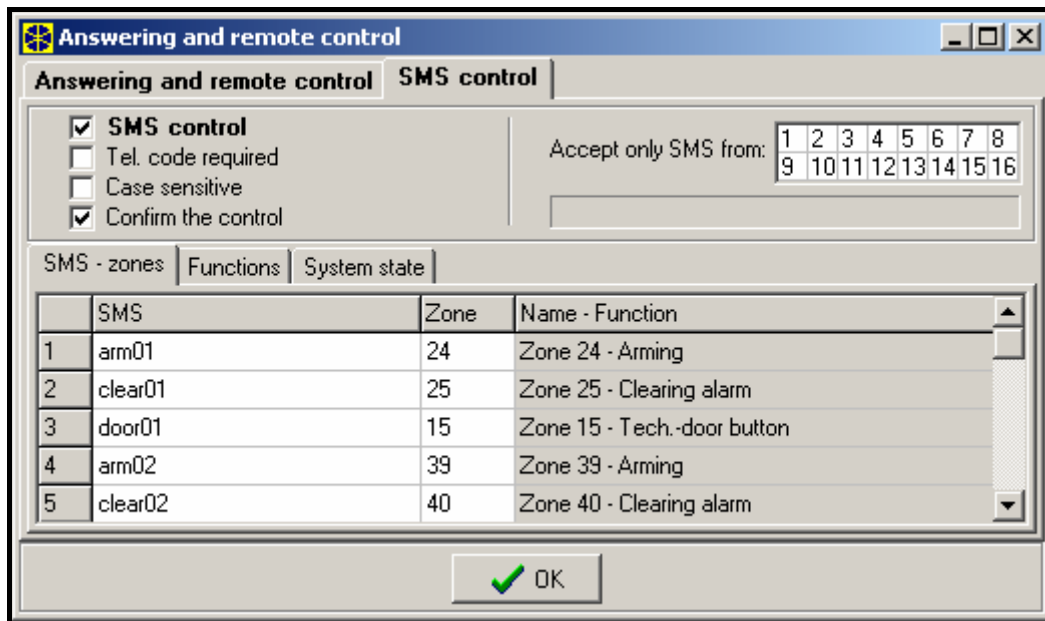 Answering and remote control
Answering and remote control SMS control
SMS control
Tel. code required
Case sensitive
Confirm the control
Accept only SMS from:
1 2 3 4 5 6 7 8
9 10 11 12 13 14 15 16
SMS - zones Functions System state
SMS Zone Name - Function
1 arm01 24 Zone 24 - Arming
2 clear01 25 Zone 25 - Clearing alarm
3 door01 15 Zone 15 - Tech.-door button
4 arm02 39 Zone 39 - Arming
5 clear02 40 Zone 40 - Clearing alarm
OK